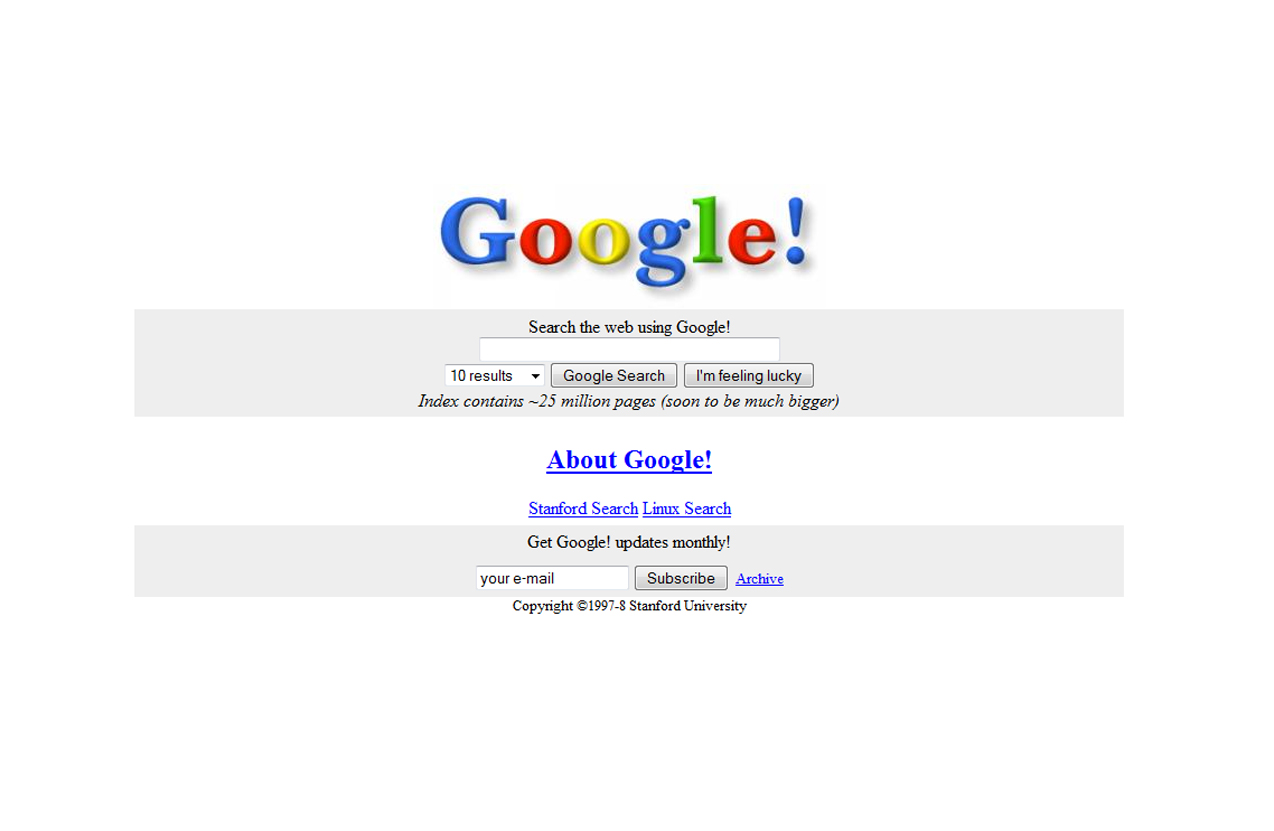 Google!
Search the web using Google!
10 results Google Search I'm feeling lucky
Index contains ~25 million pages (soon to be much bigger)
About Google!
Stanford Search Linux Search
Get Google! updates monthly!
your e-mail Subscribe Archive
Copyright ©1997-8 Stanford University